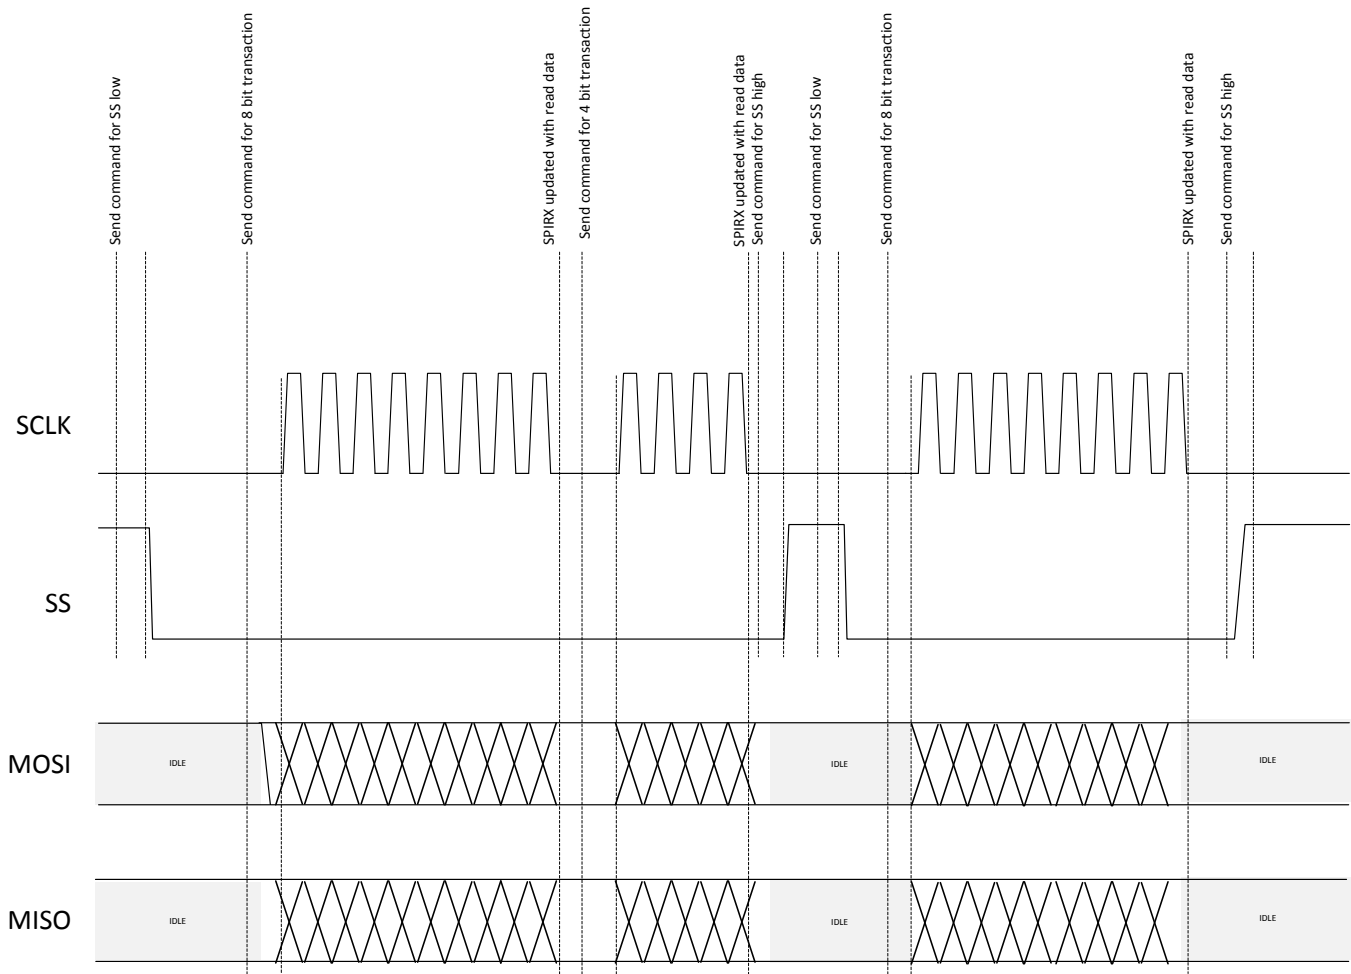 Send command for SS low
Send command for 8 bit transaction
SPIRX updated with read data
Send command for 4 bit transaction
SPIRX updated with read data
Send command for SS high
Send command for SS low
Send command for 8 bit transaction
SPIRX updated with read data
Send command for SS high
SCLK
SS
MOSI
IDLE
IDLE
IDLE
MISO
IDLE
IDLE
IDLE